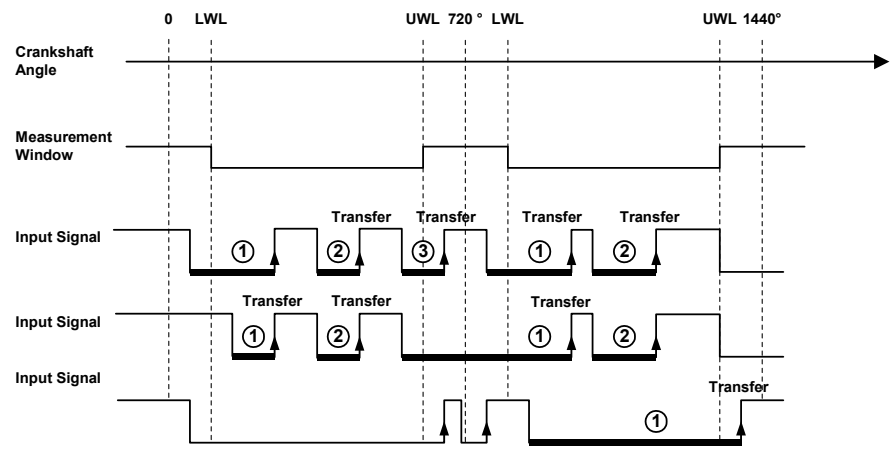 0 LWL UWL 720 ° LWL UWL 1440°
Crankshaft
Angle
Measurement
Window
Transfer Transfer Transfer Transfer
Input Signal
① ② ③ ① ②
Transfer Transfer Transfer
Input Signal
① ② ① ②
Input Signal
Transfer
①